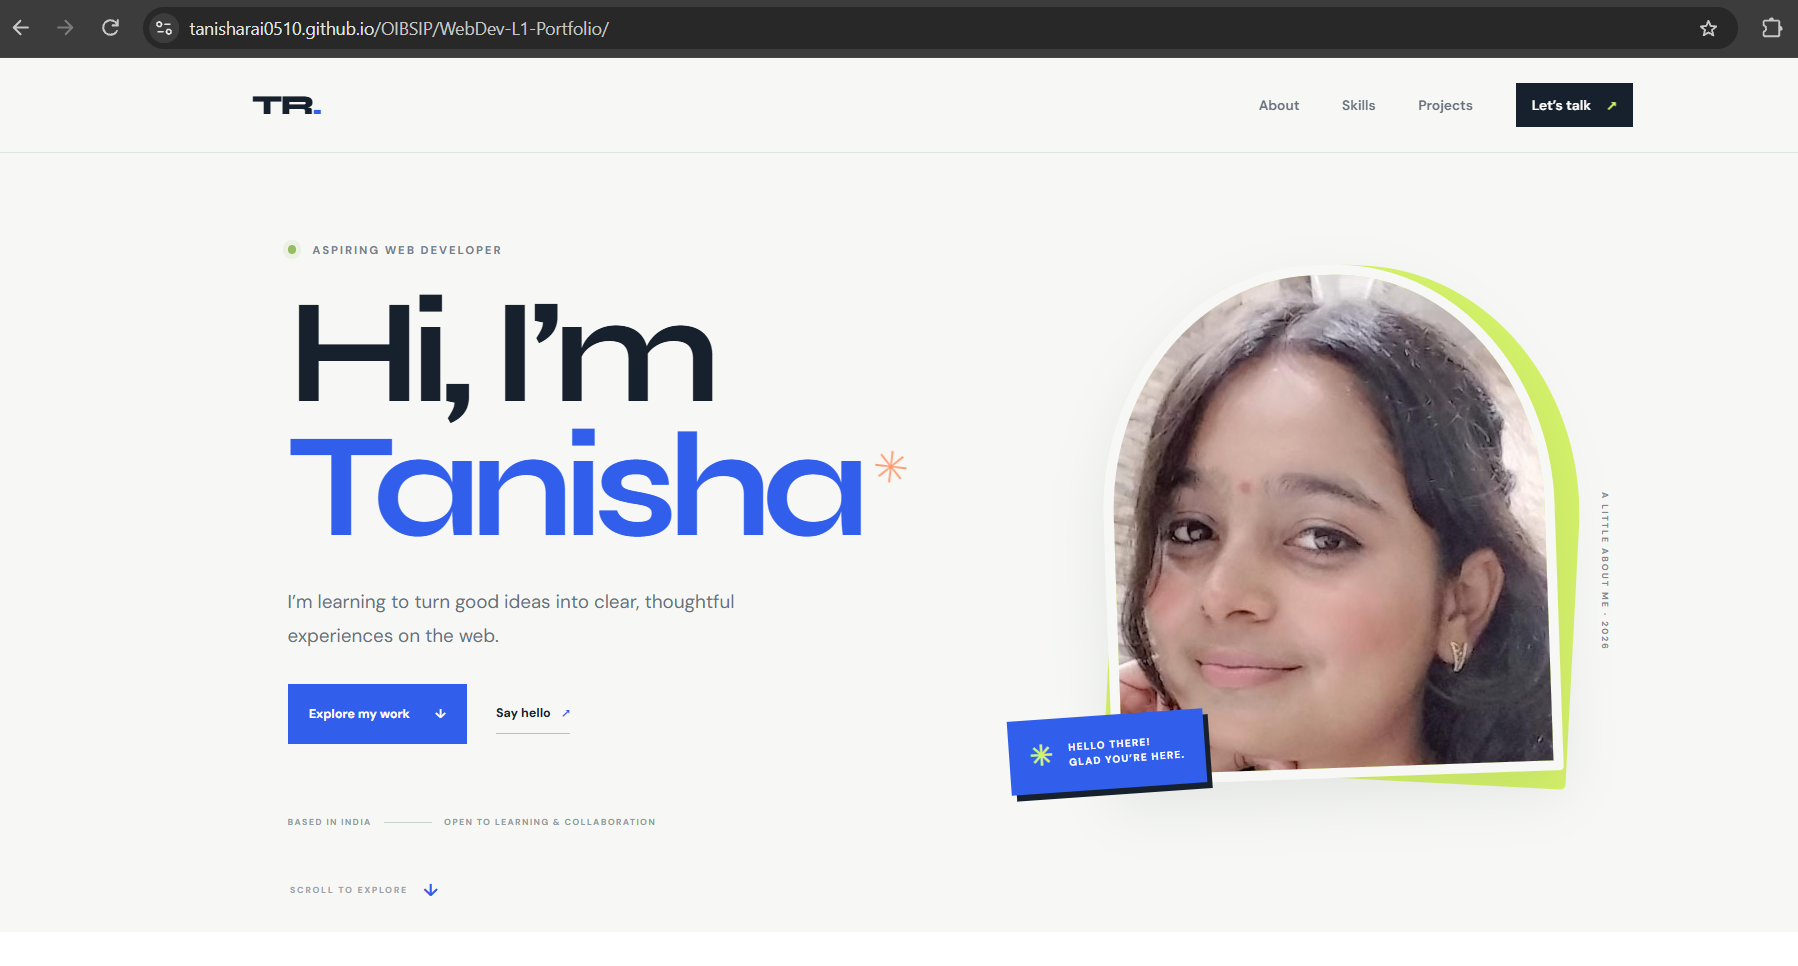 tanisharai0510.github.io/OIBSIP/WebDev-L1-Portfolio/
TR.
About
Skills
Projects
Let’s talk ↗
ASPIRING WEB DEVELOPER
Hi, I’m
Tanisha
I’m learning to turn good ideas into clear, thoughtful
experiences on the web.
Explore my work ↓
Say hello ↗
HELLO THERE!
GLAD YOU’RE HERE.
A LITTLE ABOUT ME · 2026
BASED IN INDIA
OPEN TO LEARNING & COLLABORATION
SCROLL TO EXPLORE ↓